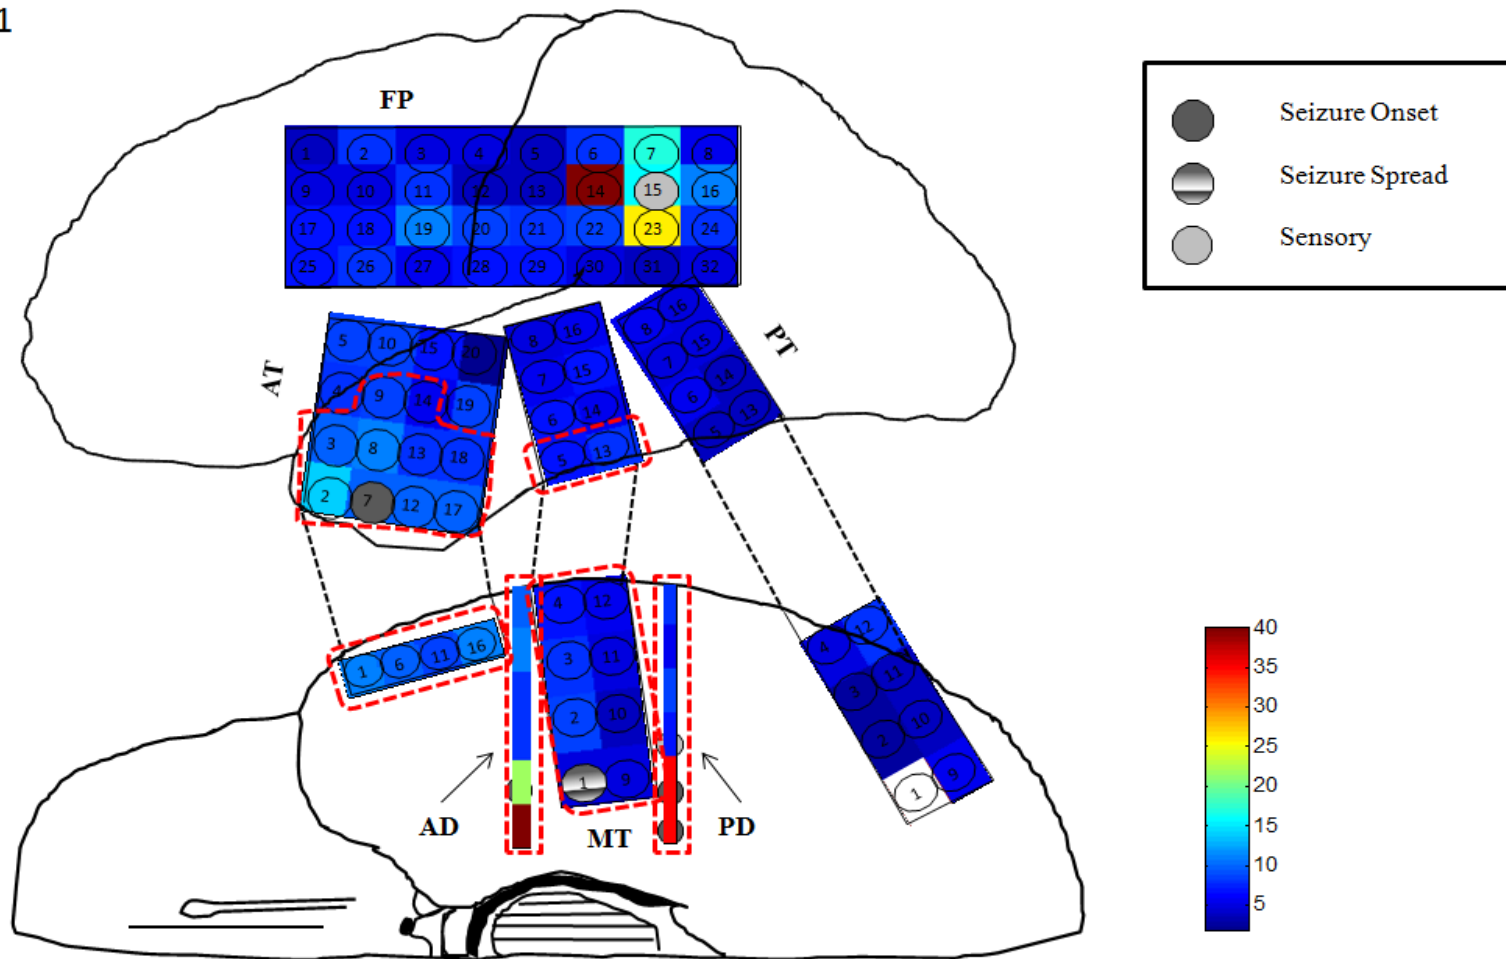 1
FP
1 2 3 4 5 6 7 8
9 10 11 12 13 14 15 16
17 18 19 20 21 22 23 24
25 26 27 28 29 30 31 32
Seizure Onset
Seizure Spread
Sensory
AT
5 10 15 20
4 9 14 19
3 8 13 18
2 7 12 17
8 16
7 15
6 14
5 13
PT
8 16
7 15
6 14
5 13
1 6 11 16
4 12
3 11
2 10
1 9
AD
MT
PD
4 12
3 11
2 10
1 9
40
35
30
25
20
15
10
5